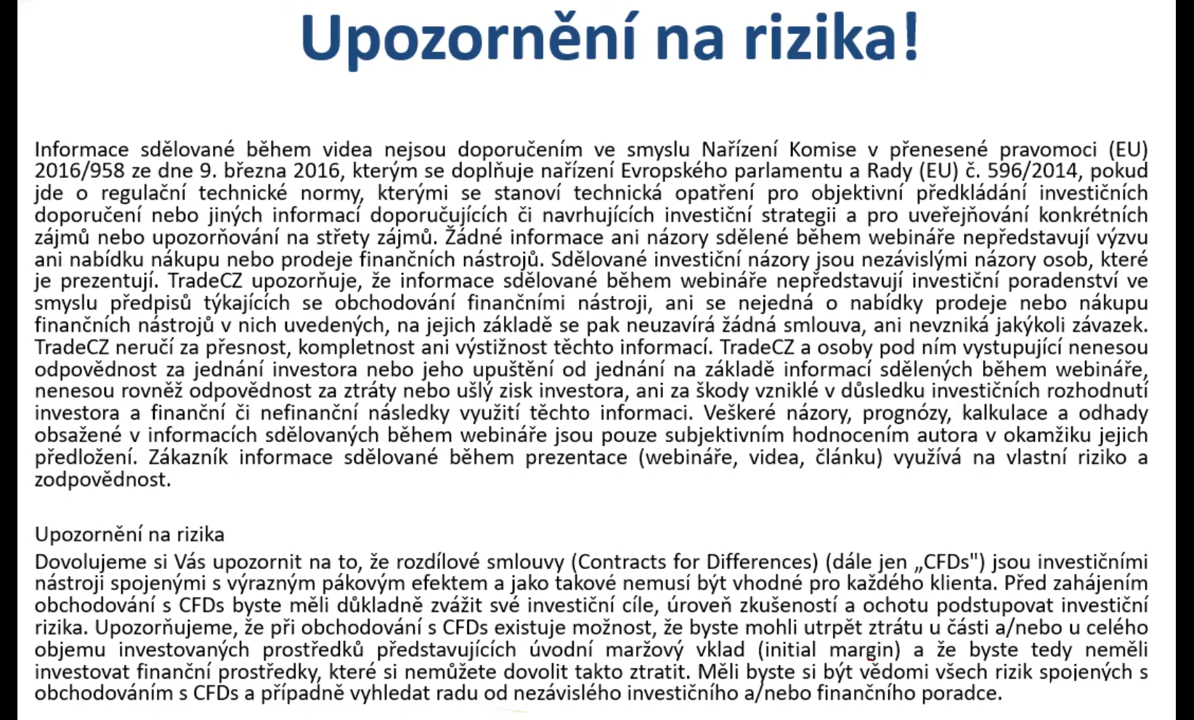 Upozornění na rizika!
Informace sdělované během videa nejsou doporučením ve smyslu Nařízení Komise v přenesené pravomoci (EU)
2016/958 ze dne 9. března 2016, kterým se doplňuje nařízení Evropského parlamentu a Rady (EU) č. 596/2014, pokud
jde o regulační technické normy, kterými se stanoví technická opatření pro objektivní předkládání investičních
doporučení nebo jiných informací doporučujících či navrhujících investiční strategii a pro uveřejňování konkrétních
zájmů nebo upozorňování na střety zájmů. Žádné informace ani názory sdělené během webináře nepředstavují výzvu
ani nabídku nákupu nebo prodeje finančních nástrojů. Sdělované investiční názory jsou nezávislými názory osob, které
je prezentují. TradeCZ upozorňuje, že informace sdělované během webináře nepředstavují investiční poradenství ve
smyslu předpisů týkajících se obchodování finančními nástroji, ani se nejedná o nabídky prodeje nebo nákupu
finančních nástrojů v nich uvedených, na jejich základě se pak neuzavírá žádná smlouva, ani nevzniká jakýkoli závazek.
TradeCZ neručí za přesnost, kompletnost ani výstižnost těchto informací. TradeCZ a osoby pod ním vystupující nenesou
odpovědnost za jednání investora nebo jeho upuštění od jednání na základě informací sdělených během webináře,
nenesou rovněž odpovědnost za ztráty nebo ušlý zisk investora, ani za škody vzniklé v důsledku investičních rozhodnutí
investora a finanční či nefinanční následky využití těchto informaci. Veškeré názory, prognózy, kalkulace a odhady
obsažené v informacích sdělovaných během webináře jsou pouze subjektivním hodnocením autora v okamžiku jejich
předložení. Zákazník informace sdělované během prezentace (webináře, videa, článku) využívá na vlastní riziko a
zodpovědnost.
Upozornění na rizika
Dovolujeme si Vás upozornit na to, že rozdílové smlouvy (Contracts for Differences) (dále jen „CFDs") jsou investičními
nástroji spojenými s výrazným pákovým efektem a jako takové nemusí být vhodné pro každého klienta. Před zahájením
obchodování s CFDs byste měli důkladně zvážit své investiční cíle, úroveň zkušeností a ochotu podstupovat investiční
rizika. Upozorňujeme, že při obchodování s CFDs existuje možnost, že byste mohli utrpět ztrátu u části a/nebo u celého
objemu investovaných prostředků představujících úvodní maržový vklad (initial margin) a že byste tedy neměli
investovat finanční prostředky, které si nemůžete dovolit takto ztratit. Měli byste si být vědomi všech rizik spojených s
obchodováním s CFDs a případně vyhledat radu od nezávislého investičního a/nebo finančního poradce.